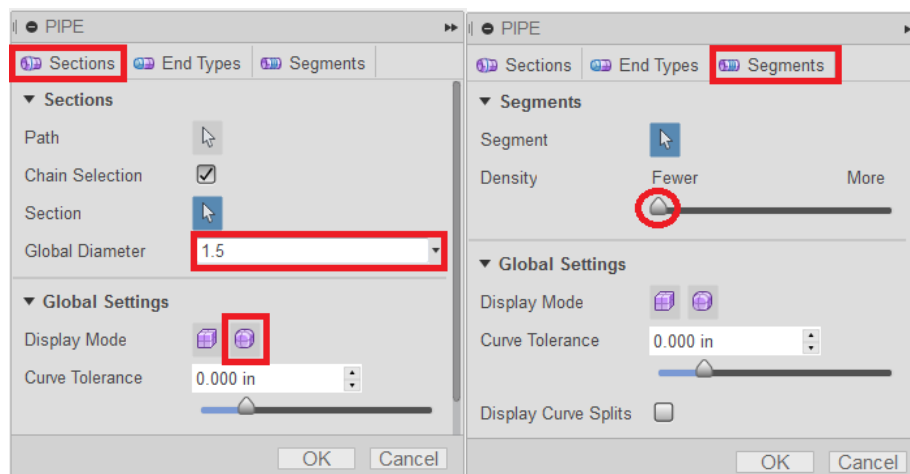 PIPE
Sections End Types Segments
Sections
Path
Chain Selection
Section
Global Diameter 1.5
Global Settings
Display Mode
Curve Tolerance 0.000 in
OK Cancel
PIPE
Sections End Types Segments
Segments
Segment
Density Fewer More
Global Settings
Display Mode
Curve Tolerance 0.000 in
Display Curve Splits
OK Cancel